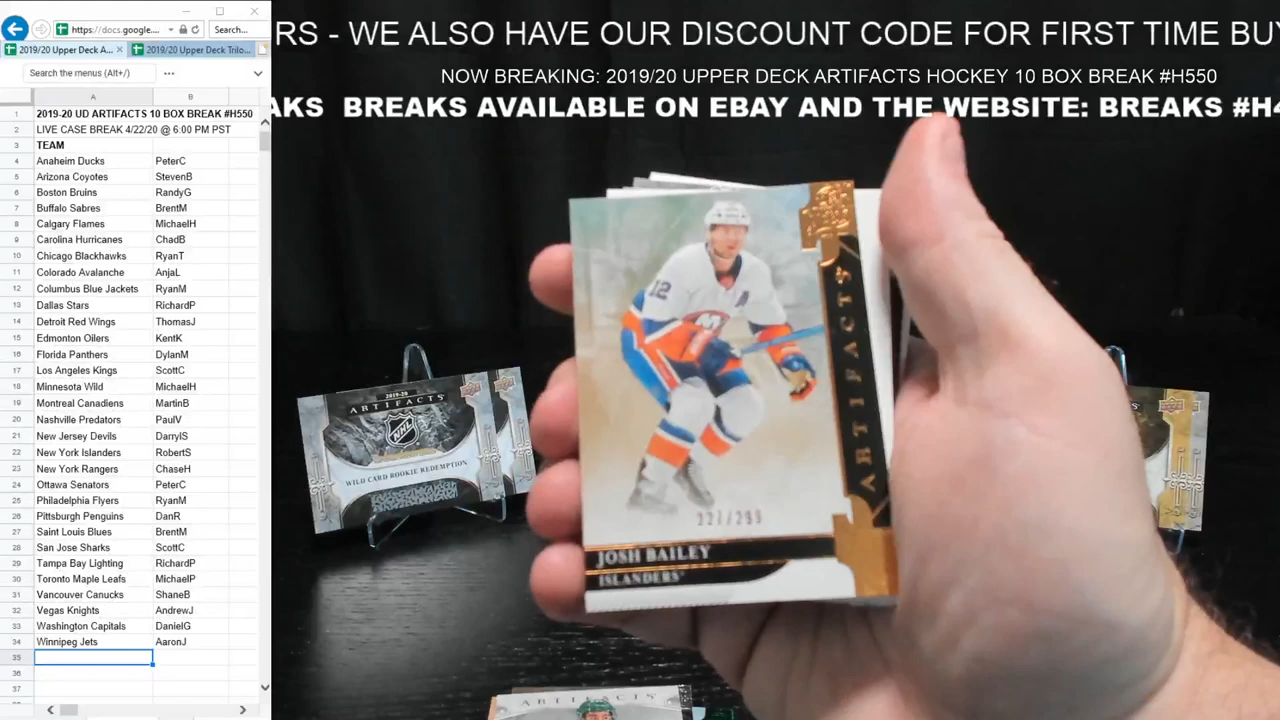 https://docs.google....
2019/20 Upper Deck A...
2019/20 Upper Deck Trilo...
Search the menus (Alt+/)
A B
1 2019-20 UD ARTIFACTS 10 BOX BREAK #H550
2 LIVE CASE BREAK 4/22/20 @ 6:00 PM PST
3 TEAM
4 Anaheim Ducks PeterC
5 Arizona Coyotes StevenB
6 Boston Bruins RandyG
7 Buffalo Sabres BrentM
8 Calgary Flames MichaelH
9 Carolina Hurricanes ChadB
10 Chicago Blackhawks RyanT
11 Colorado Avalanche AnjaL
12 Columbus Blue Jackets RyanM
13 Dallas Stars RichardP
14 Detroit Red Wings ThomasJ
15 Edmonton Oilers KentK
16 Florida Panthers DylanM
17 Los Angeles Kings ScottC
18 Minnesota Wild MichaelH
19 Montreal Canadiens MartinB
20 Nashville Predators PaulV
21 New Jersey Devils DarrylS
22 New York Islanders RobertS
23 New York Rangers ChaseH
24 Ottawa Senators PeterC
25 Philadelphia Flyers RyanM
26 Pittsburgh Penguins DanR
27 Saint Louis Blues BrentM
28 San Jose Sharks ScottC
29 Tampa Bay Lighting RichardP
30 Toronto Maple Leafs MichaelP
31 Vancouver Canucks ShaneB
32 Vegas Knights AndrewJ
33 Washington Capitals DanielG
34 Winnipeg Jets AaronJ
35
36
37
RS - WE ALSO HAVE OUR DISCOUNT CODE FOR FIRST TIME BU
NOW BREAKING: 2019/20 UPPER DECK ARTIFACTS HOCKEY 10 BOX BREAK #H550
AKS BREAKS AVAILABLE ON EBAY AND THE WEBSITE: BREAKS #H4
12
A
ARTIFACTS
227/299
JOSH BAILEY
ISLANDERS
2019-20
ARTIFACTS
NHL
WILD CARD ROOKIE REDEMPTION
ARTIFACTS